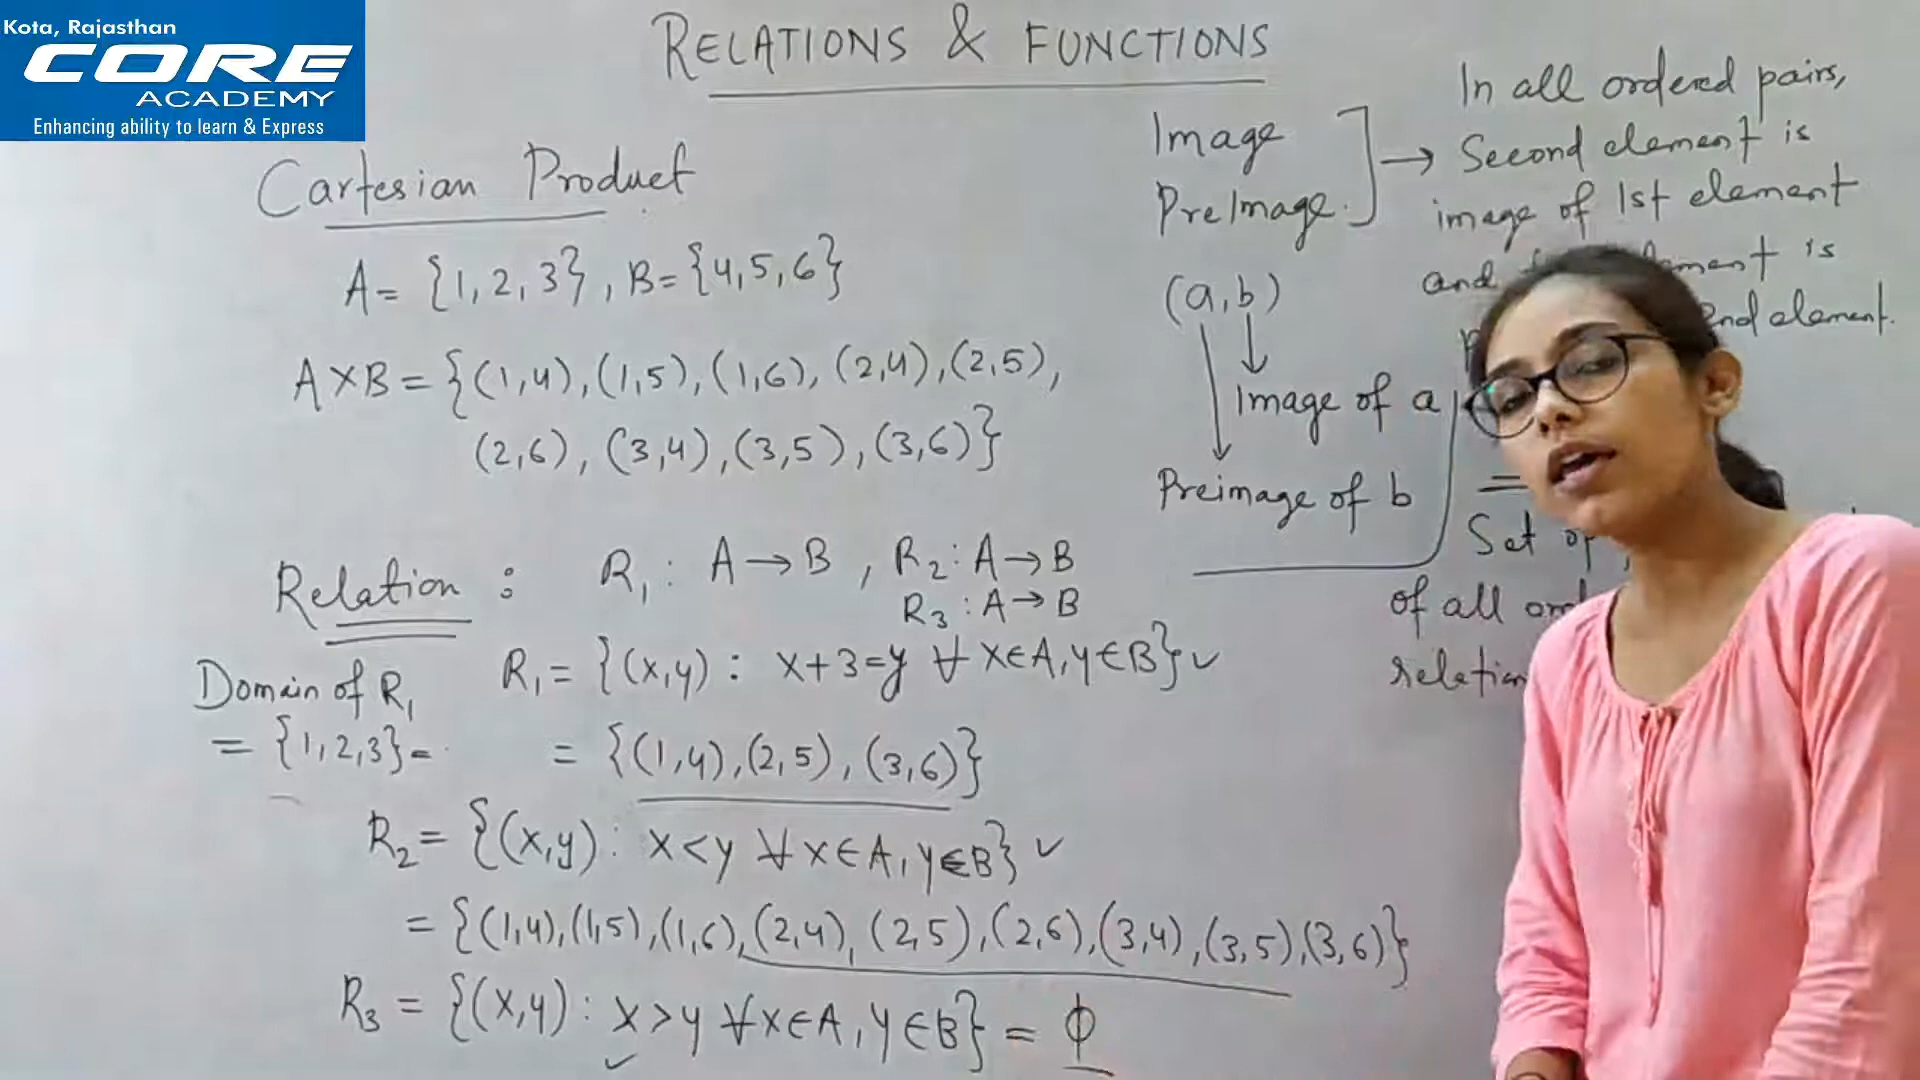 Kota, Rajasthan
CORE
ACADEMY
Enhancing ability to learn & Express
RELATIONS & FUNCTIONS
Cartesian Product
A = {1, 2, 3}, B = {4, 5, 6}
A X B = {(1,4), (1,5), (1,6), (2,4), (2,5),
(2,6), (3,4), (3,5), (3,6)}
Image
PreImage.
→ In all ordered pairs,
Second element is
image of 1st element
and
is
2nd element.
(a, b)
Image of a
Preimage of b
Set of
of all
relation
Relation : R₁ : A → B , R₂ : A → B
R₃ : A → B
R₁ = {(x,y) : x+3=y ∀ x∈A, y∈B} ✓
= {(1,4), (2,5), (3,6)}
Domain of R₁
= {1,2,3} =
R₂ = {(x,y) : x<y ∀ x∈A, y∈B} ✓
= {(1,4), (1,5), (1,6), (2,4), (2,5), (2,6), (3,4), (3,5), (3,6)}
R₃ = {(x,y) : x>y ∀ x∈A, y∈B} = ϕ